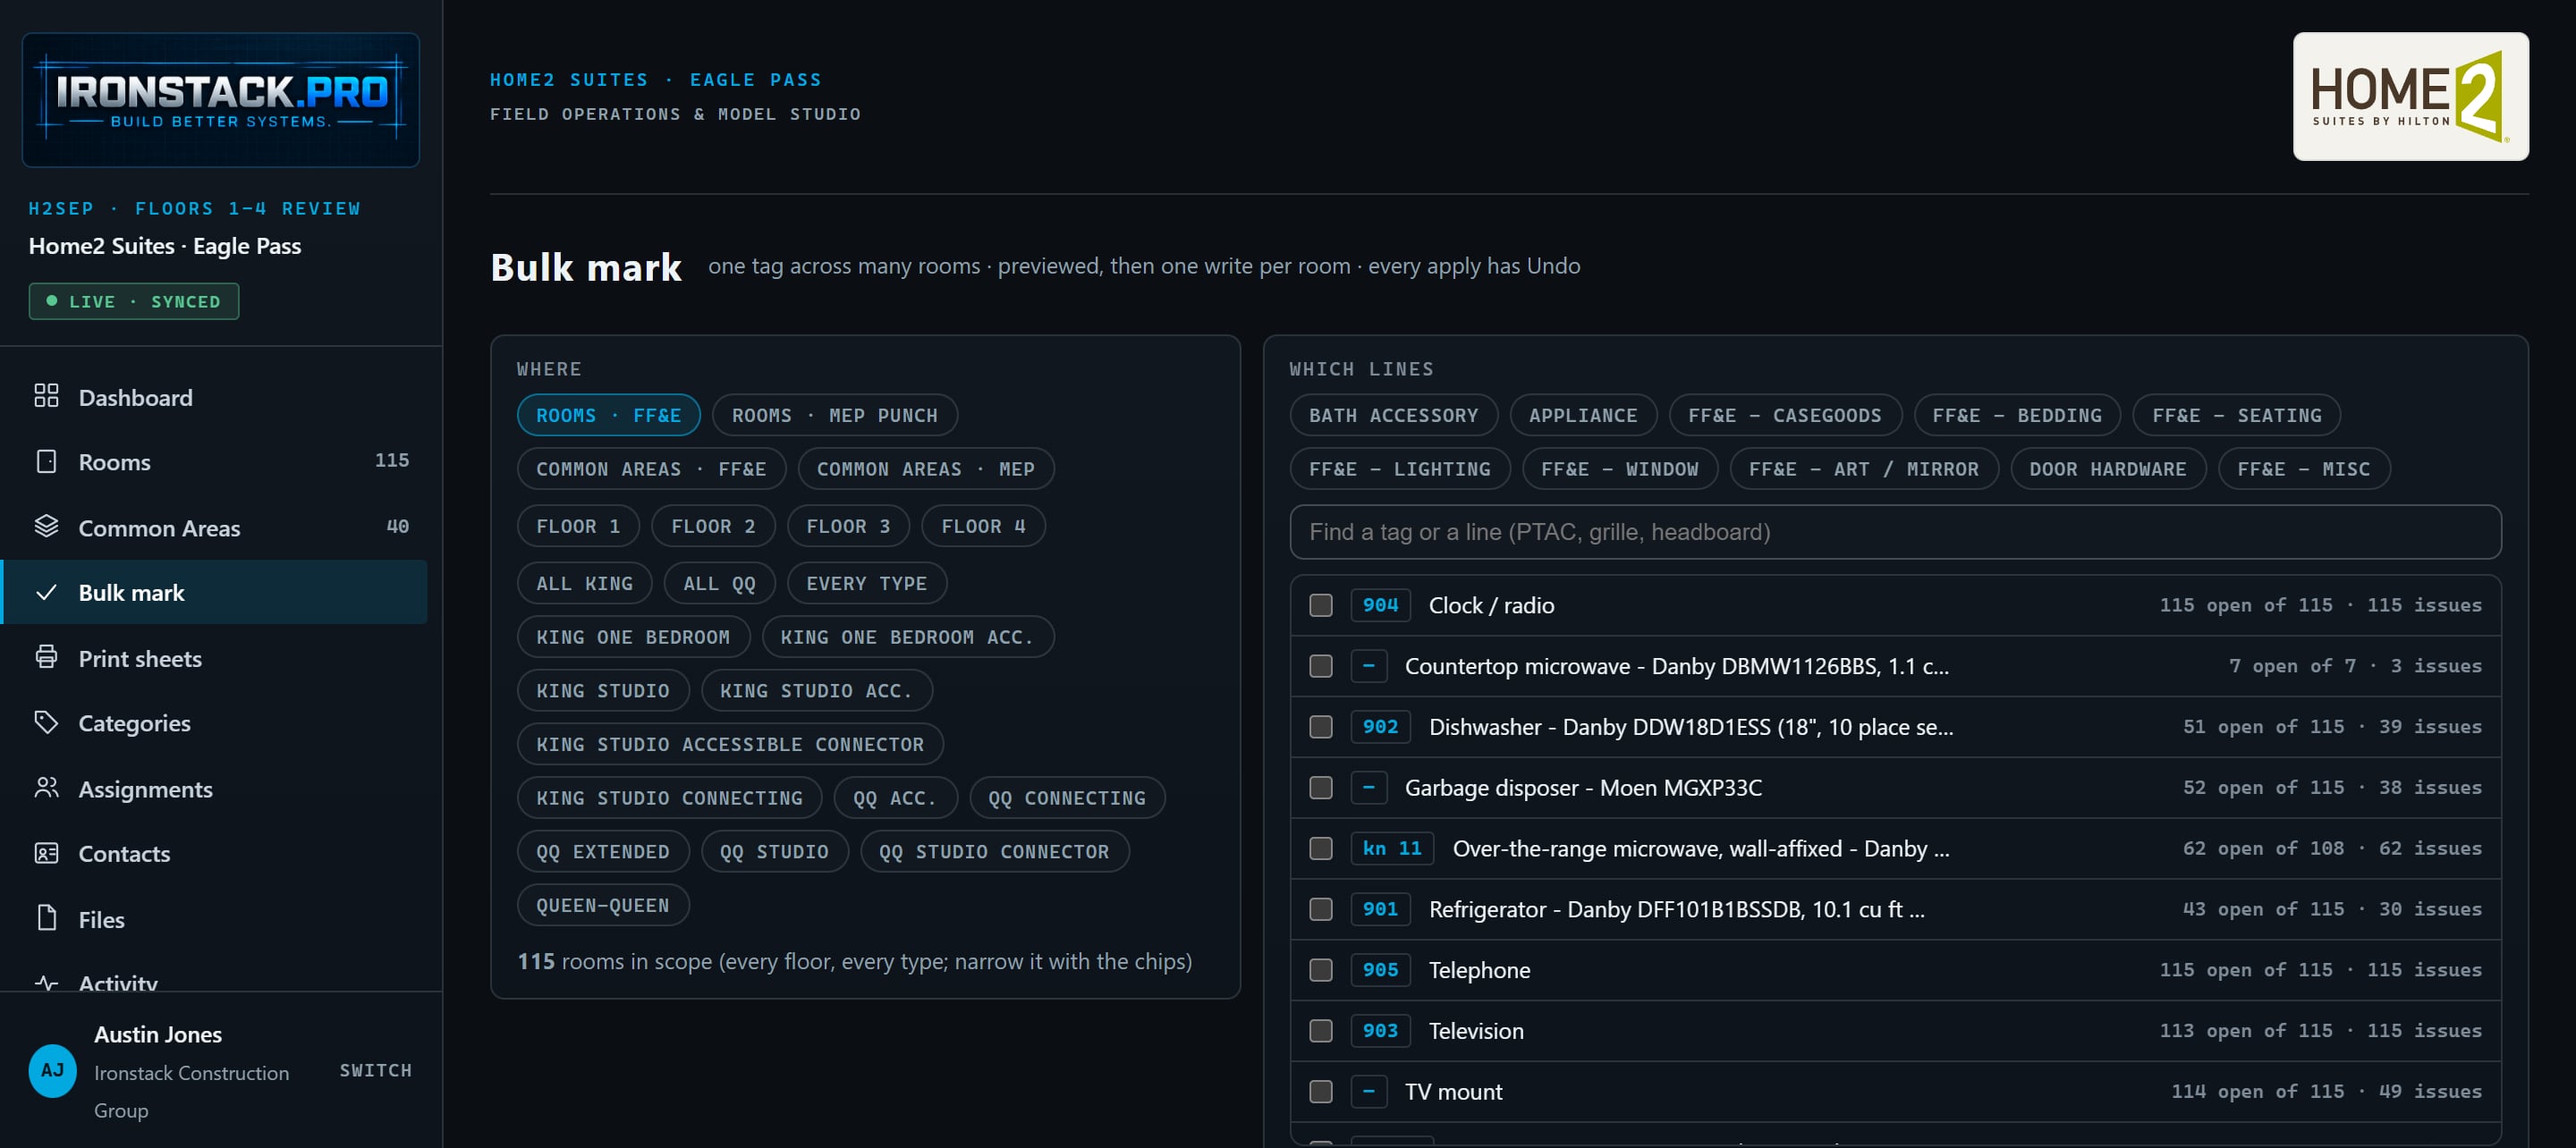 IRONSTACK.PRO
BUILD BETTER SYSTEMS.
H2SEP · FLOORS 1–4 REVIEW
Home2 Suites · Eagle Pass
LIVE · SYNCED
Dashboard
Rooms 115
Common Areas 40
Bulk mark
Print sheets
Categories
Assignments
Contacts
Files
Activity
AJ
Austin Jones
Ironstack Construction
Group
SWITCH
HOME2 SUITES · EAGLE PASS
FIELD OPERATIONS & MODEL STUDIO
HOME2
SUITES BY HILTON
®
Bulk mark one tag across many rooms · previewed, then one write per room · every apply has Undo
WHERE
ROOMS · FF&E ROOMS · MEP PUNCH
COMMON AREAS · FF&E COMMON AREAS · MEP
FLOOR 1 FLOOR 2 FLOOR 3 FLOOR 4
ALL KING ALL QQ EVERY TYPE
KING ONE BEDROOM KING ONE BEDROOM ACC.
KING STUDIO KING STUDIO ACC.
KING STUDIO ACCESSIBLE CONNECTOR
KING STUDIO CONNECTING QQ ACC. QQ CONNECTING
QQ EXTENDED QQ STUDIO QQ STUDIO CONNECTOR
QUEEN-QUEEN
115 rooms in scope (every floor, every type; narrow it with the chips)
WHICH LINES
BATH ACCESSORY APPLIANCE FF&E – CASEGOODS FF&E – BEDDING FF&E – SEATING
FF&E – LIGHTING FF&E – WINDOW FF&E – ART / MIRROR DOOR HARDWARE FF&E – MISC
Find a tag or a line (PTAC, grille, headboard)
904 Clock / radio 115 open of 115 · 115 issues
– Countertop microwave - Danby DBMW1126BBS, 1.1 c... 7 open of 7 · 3 issues
902 Dishwasher - Danby DDW18D1ESS (18", 10 place se... 51 open of 115 · 39 issues
– Garbage disposer - Moen MGXP33C 52 open of 115 · 38 issues
kn 11 Over-the-range microwave, wall-affixed - Danby ... 62 open of 108 · 62 issues
901 Refrigerator - Danby DFF101B1BSSDB, 10.1 cu ft ... 43 open of 115 · 30 issues
905 Telephone 115 open of 115 · 115 issues
903 Television 113 open of 115 · 115 issues
– TV mount 114 open of 115 · 49 issues